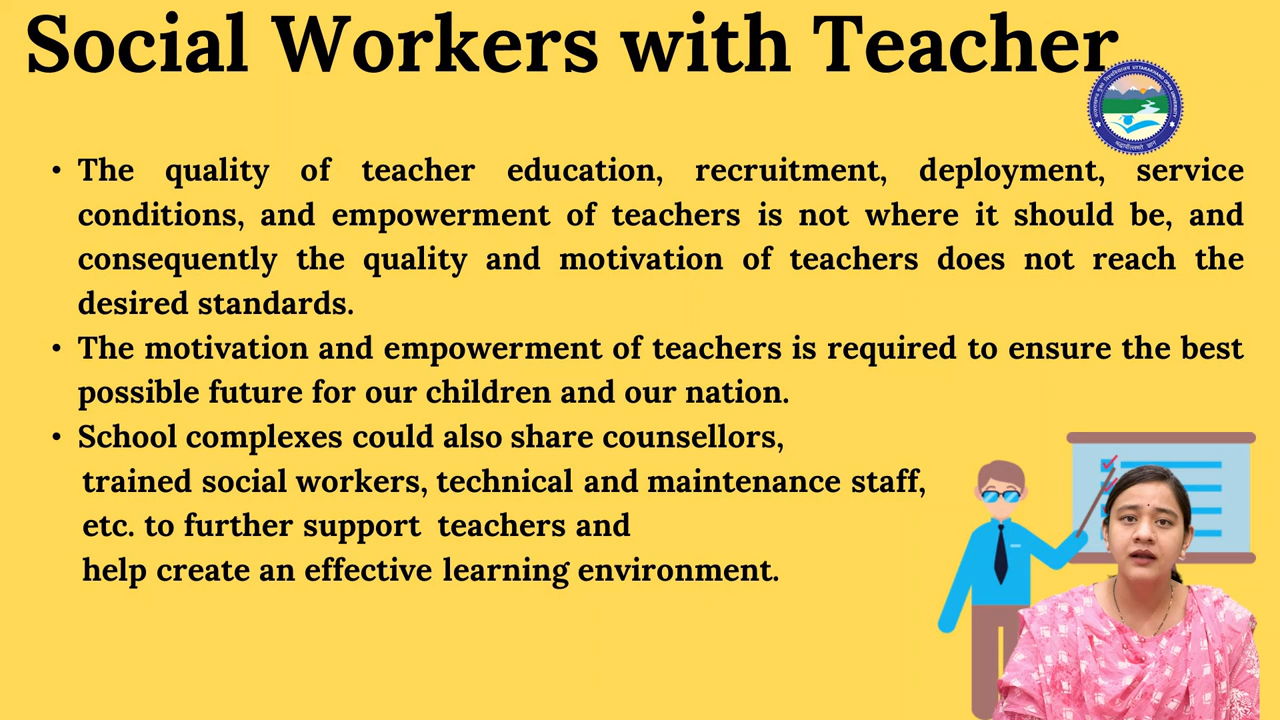 Social Workers with Teacher
UTTARAKHAND OPEN UNIVERSITY
• The quality of teacher education, recruitment, deployment, service
conditions, and empowerment of teachers is not where it should be, and
consequently the quality and motivation of teachers does not reach the
desired standards.
• The motivation and empowerment of teachers is required to ensure the best
possible future for our children and our nation.
• School complexes could also share counsellors,
trained social workers, technical and maintenance staff,
etc. to further support teachers and
help create an effective learning environment.